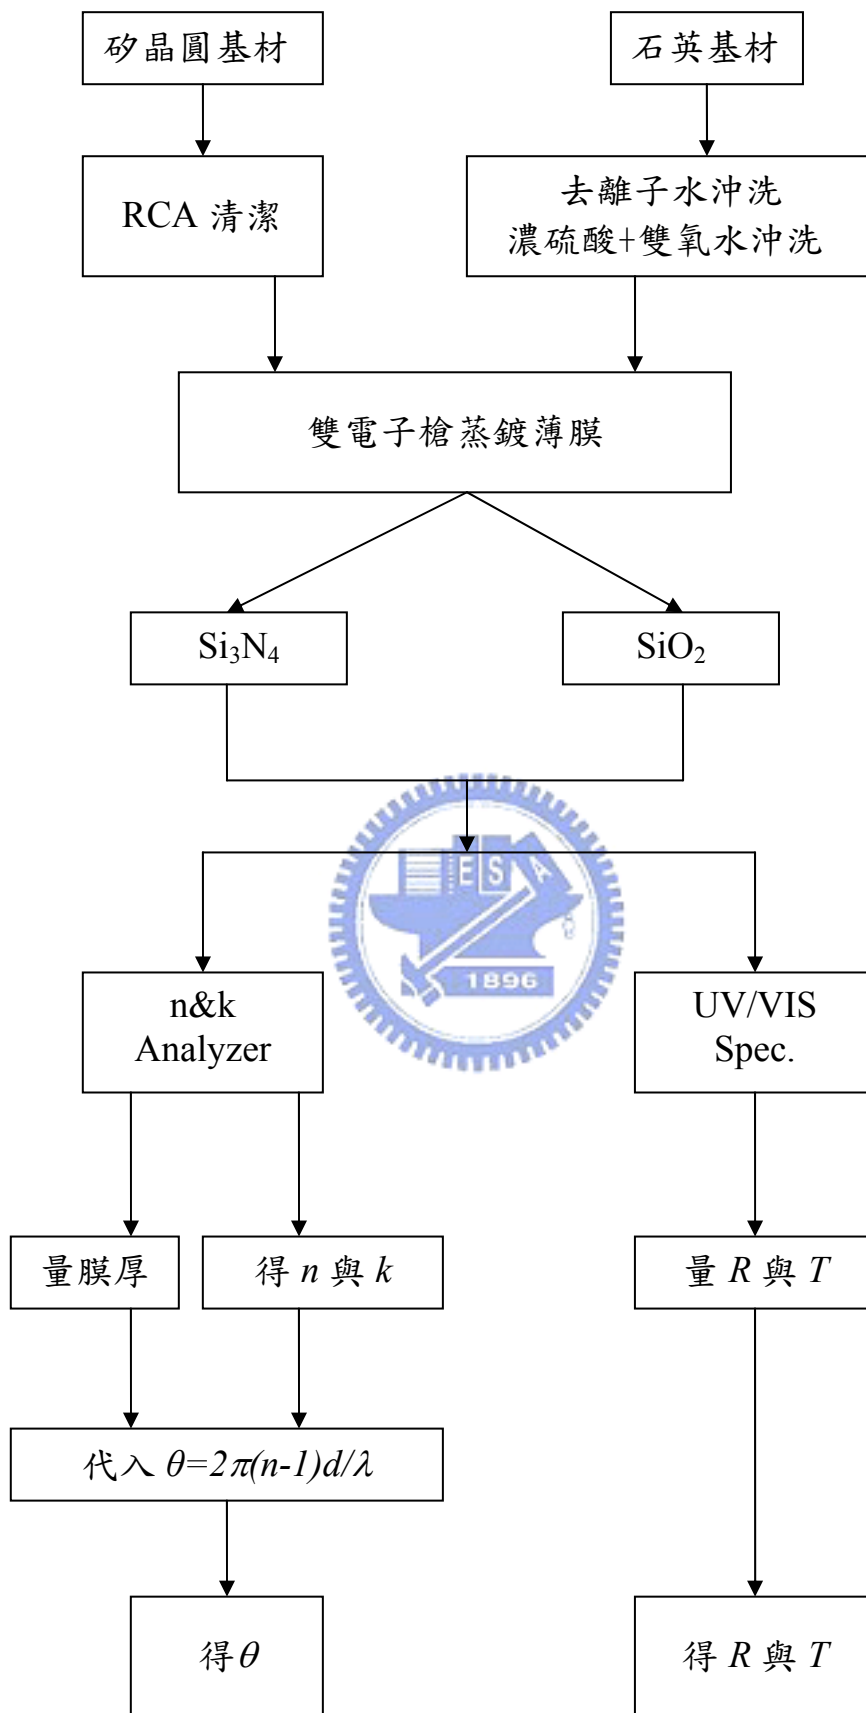 矽晶圓基材
石英基材
RCA 清潔
去離子水沖洗
濃硫酸+雙氧水沖洗
雙電子槍蒸鍍薄膜
Si₃N₄
SiO₂
E S A
1896
n&k
Analyzer
UV/VIS
Spec.
量膜厚
得 n 與 k
量 R 與 T
代入 θ=2π(n-1)d/λ
得θ
得 R 與 T